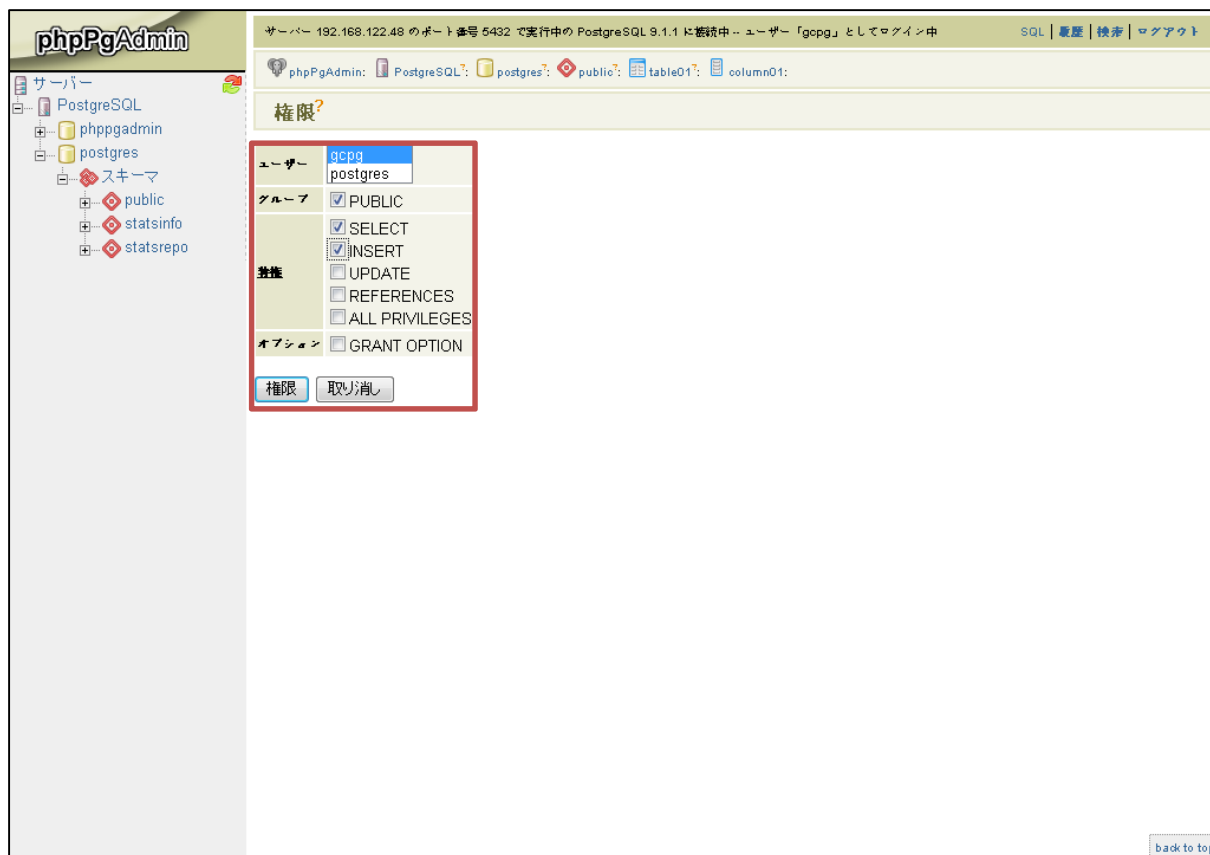 phpPgAdmin
サーバー 192.168.122.48 のポート番号 5432 で実行中の PostgreSQL 9.1.1 に接続中 -- ユーザー「gcpg」としてログイン中
SQL | 履歴 | 検索 | ログアウト
phpPgAdmin: PostgreSQL?: postgres?: public?: table01?: column01:
権限?
サーバー
PostgreSQL
phppgadmin
postgres
スキーマ
public
statsinfo
statsrepo
ユーザー gcpg
postgres
グループ PUBLIC
特権 SELECT
INSERT
UPDATE
REFERENCES
ALL PRIVILEGES
オプション GRANT OPTION
権限 取り消し
back to top